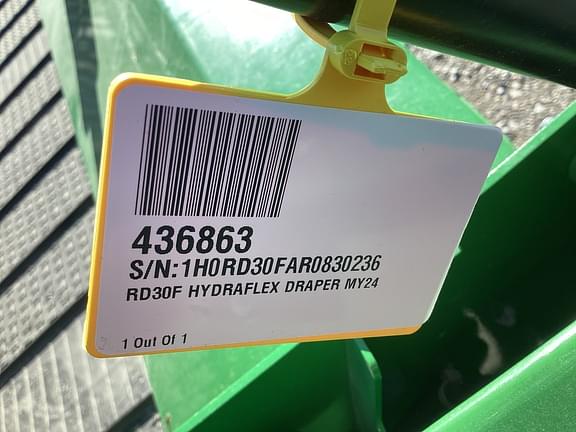 436863
S/N:1H0RD30FAR0830236
RD30F HYDRAFLEX DRAPER MY24
1 Out Of 1